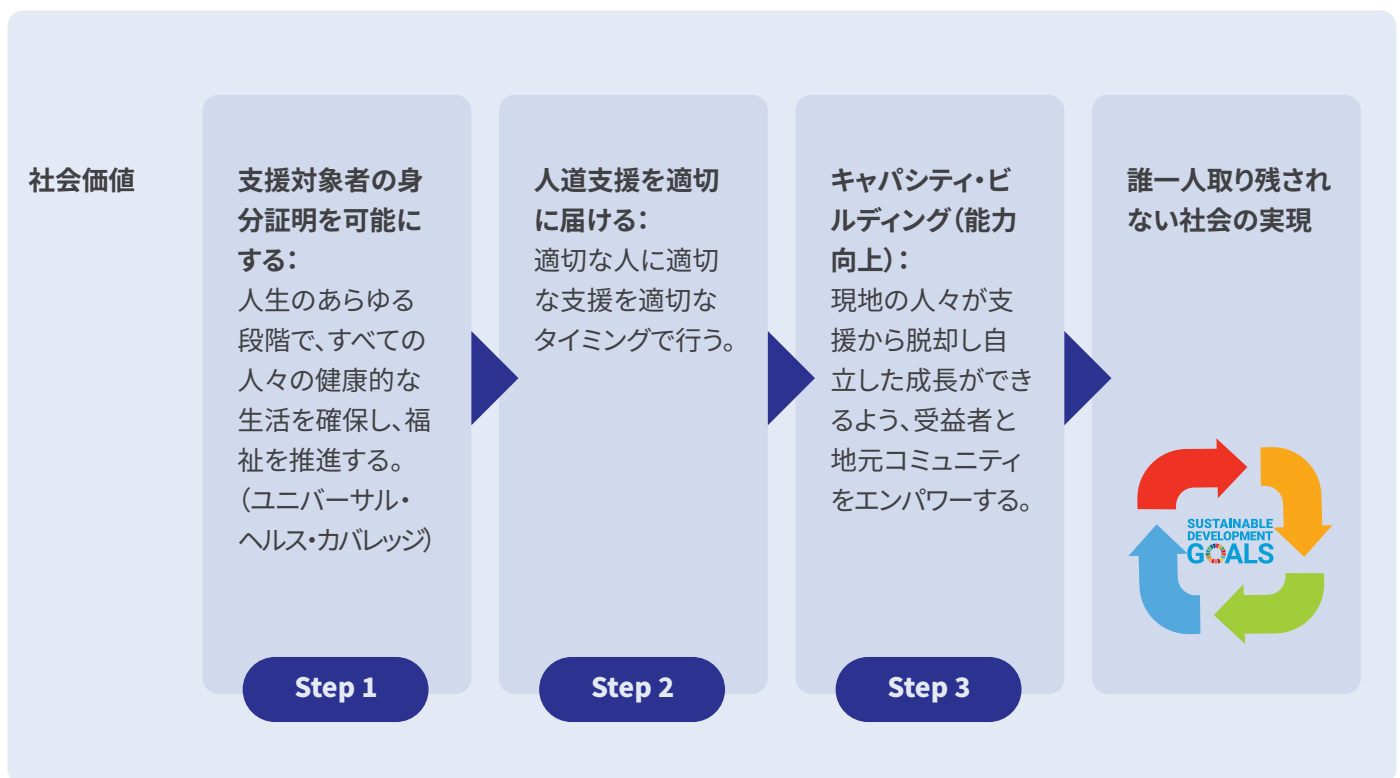 社会価値
支援対象者の身
分証明を可能に
する：
人生のあらゆる
段階で、すべての
人々の健康的な
生活を確保し、福
祉を推進する。
（ユニバーサル・
ヘルス・カバレッジ）
Step 1
人道支援を適切
に届ける：
適切な人に適切
な支援を適切な
タイミングで行う。
Step 2
キャパシティ・ビ
ルディング（能力
向上）：
現地の人々が支
援から脱却し自
立した成長ができ
るよう、受益者と
地元コミュニティ
をエンパワーする。
Step 3
誰一人取り残され
ない社会の実現
SUSTAINABLE
DEVELOPMENT
GOALS